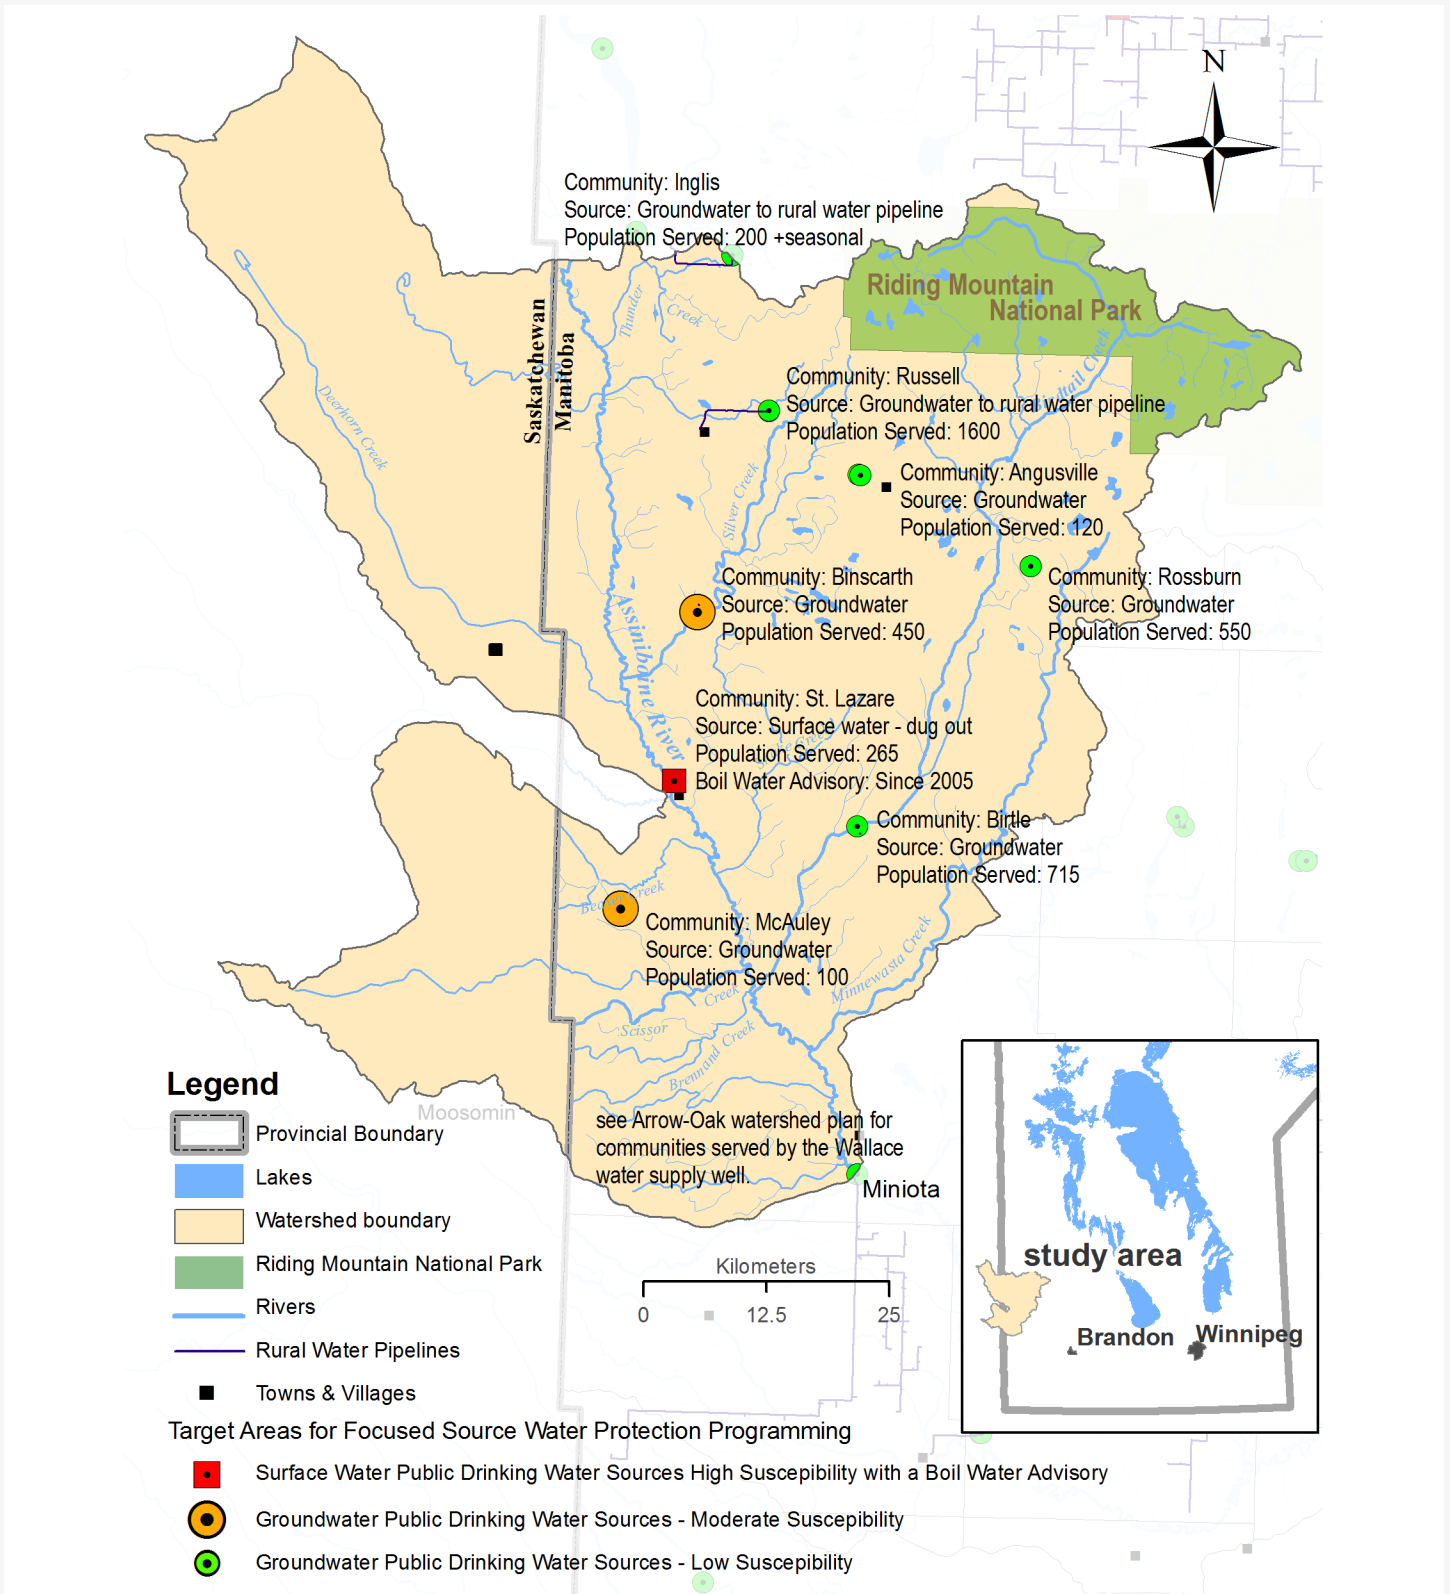 N
Community: Inglis
Source: Groundwater to rural water pipeline
Population Served: 200 +seasonal
Riding Mountain
National Park
Saskatchewan
Manitoba
Thunder
Creek
Deerhorn Creek
Birdtail Creek
Community: Russell
Source: Groundwater to rural water pipeline
Population Served: 1600
Silver Creek
Community: Angusville
Source: Groundwater
Population Served: 120
Community: Binscarth
Source: Groundwater
Population Served: 450
Community: Rossburn
Source: Groundwater
Population Served: 550
Assiniboine River
Community: St. Lazare
Source: Surface water - dug out
Population Served: 265
Boil Water Advisory: Since 2005
Creek
Community: Birtle
Source: Groundwater
Population Served: 715
Beaver Creek
Community: McAuley
Source: Groundwater
Population Served: 100
Minnewasta Creek
Creek
Scissor
Brennand Creek
Moosomin
see Arrow-Oak watershed plan for
communities served by the Wallace
water supply well.
Miniota
Kilometers
0 12.5 25
study area
Brandon
Winnipeg
Legend
Provincial Boundary
Lakes
Watershed boundary
Riding Mountain National Park
Rivers
Rural Water Pipelines
Towns & Villages
Target Areas for Focused Source Water Protection Programming
Surface Water Public Drinking Water Sources High Suscepibility with a Boil Water Advisory
Groundwater Public Drinking Water Sources - Moderate Suscepibility
Groundwater Public Drinking Water Sources - Low Suscepibility